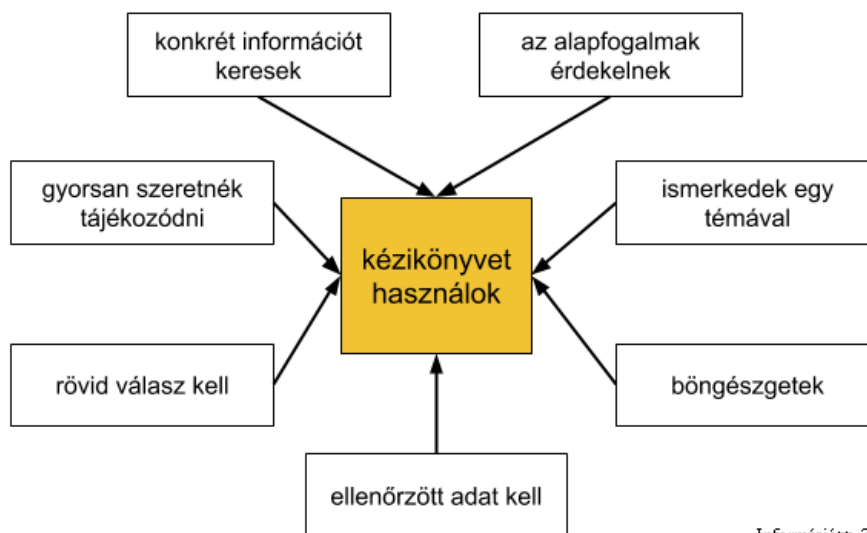 konkrét információt
keresek
az alapfogalmak
érdekelnek
gyorsan szeretnék
tájékozódni
ismerkedek egy
témával
kézikönyvet
használok
rövid válasz kell
böngészgetek
ellenőrzött adat kell